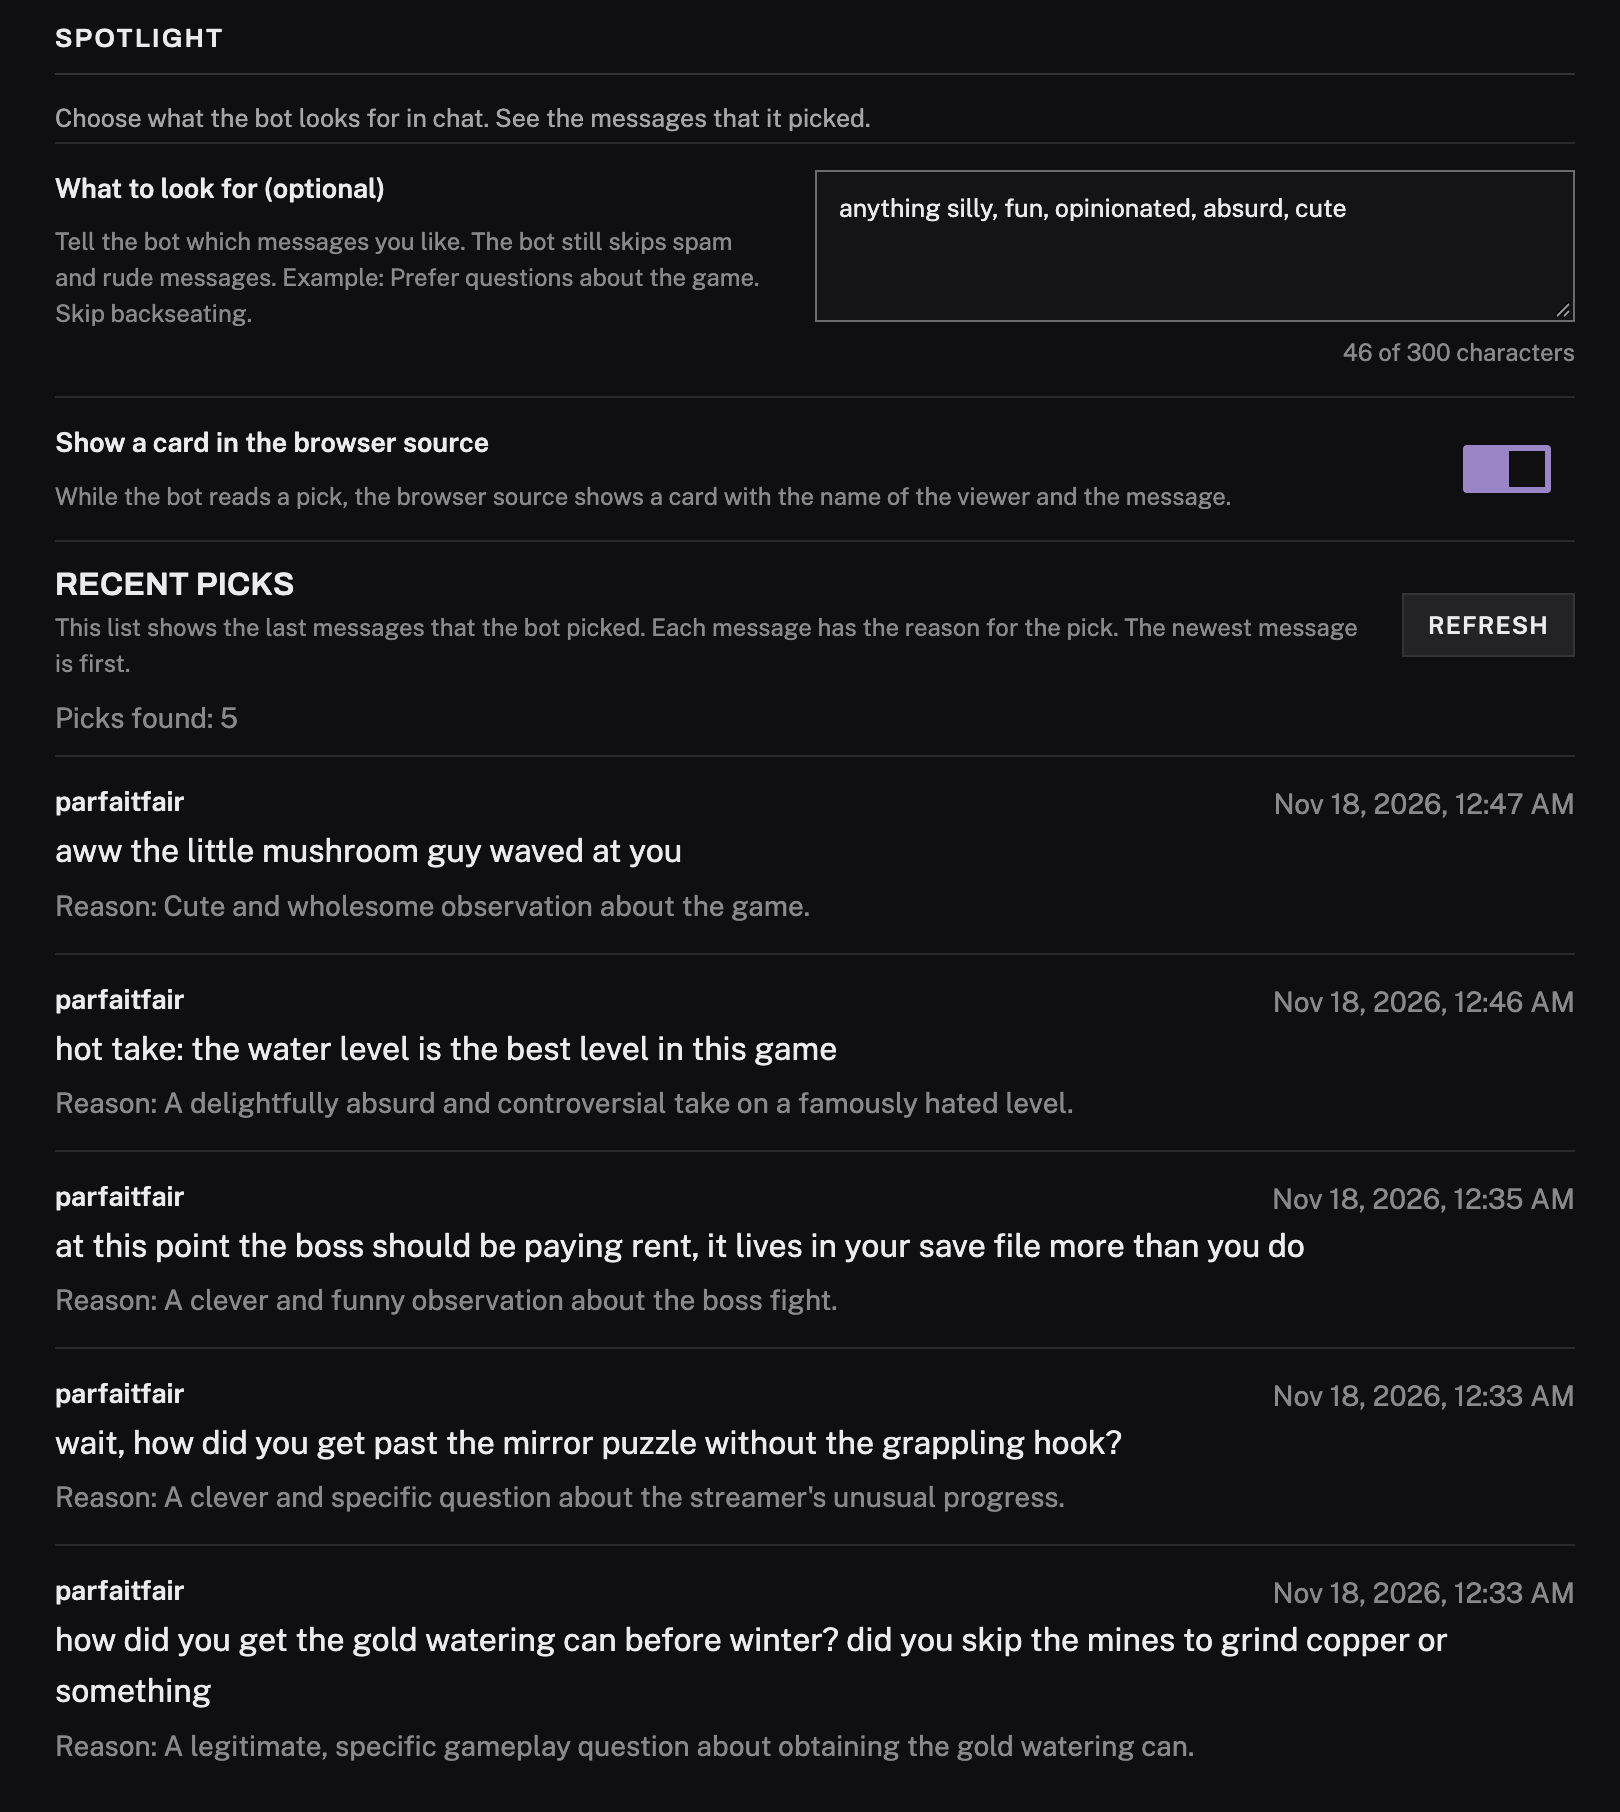 SPOTLIGHT
Choose what the bot looks for in chat. See the messages that it picked.
What to look for (optional)
Tell the bot which messages you like. The bot still skips spam
and rude messages. Example: Prefer questions about the game.
Skip backseating.
anything silly, fun, opinionated, absurd, cute
46 of 300 characters
Show a card in the browser source
While the bot reads a pick, the browser source shows a card with the name of the viewer and the message.
RECENT PICKS
This list shows the last messages that the bot picked. Each message has the reason for the pick. The newest message
is first.
REFRESH
Picks found: 5
parfaitfair
Nov 18, 2026, 12:47 AM
aww the little mushroom guy waved at you
Reason: Cute and wholesome observation about the game.
parfaitfair
Nov 18, 2026, 12:46 AM
hot take: the water level is the best level in this game
Reason: A delightfully absurd and controversial take on a famously hated level.
parfaitfair
Nov 18, 2026, 12:35 AM
at this point the boss should be paying rent, it lives in your save file more than you do
Reason: A clever and funny observation about the boss fight.
parfaitfair
Nov 18, 2026, 12:33 AM
wait, how did you get past the mirror puzzle without the grappling hook?
Reason: A clever and specific question about the streamer's unusual progress.
parfaitfair
Nov 18, 2026, 12:33 AM
how did you get the gold watering can before winter? did you skip the mines to grind copper or
something
Reason: A legitimate, specific gameplay question about obtaining the gold watering can.